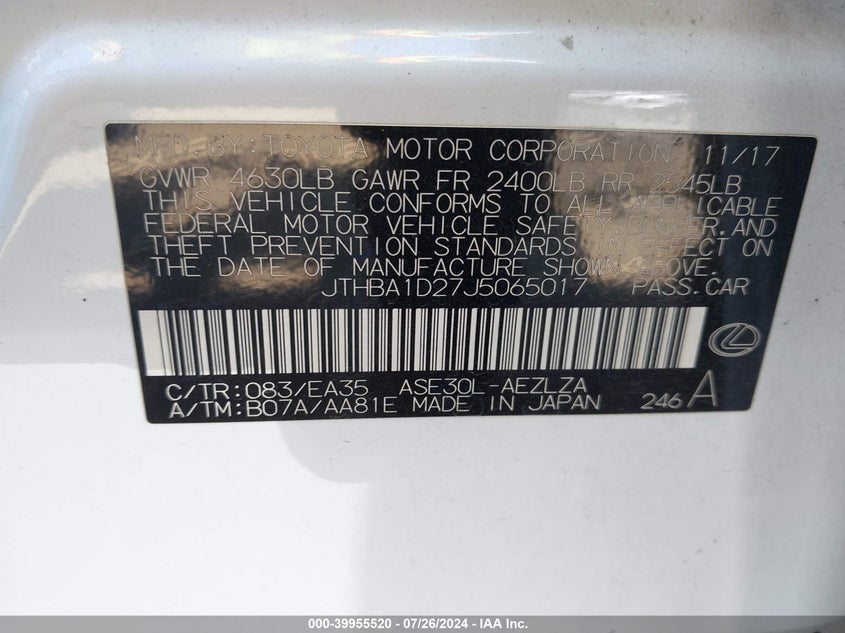 MFD BY: TOYOTA MOTOR CORPORATION 11/17
GVWR 4630LB GAWR FR 2400LB RR 2545LB
THIS VEHICLE CONFORMS TO ALL APPLICABLE
FEDERAL MOTOR VEHICLE SAFETY, BUMPER, AND
THEFT PREVENTION STANDARDS IN EFFECT ON
THE DATE OF MANUFACTURE SHOWN ABOVE.
JTHBA1D27J5065017 PASS.CAR
C/TR: 083/EA35 ASE30L-AEZLZA
A/TM: B07A/AA81E MADE IN JAPAN 246 A
000-39955520 - 07/26/2024 - IAA Inc.